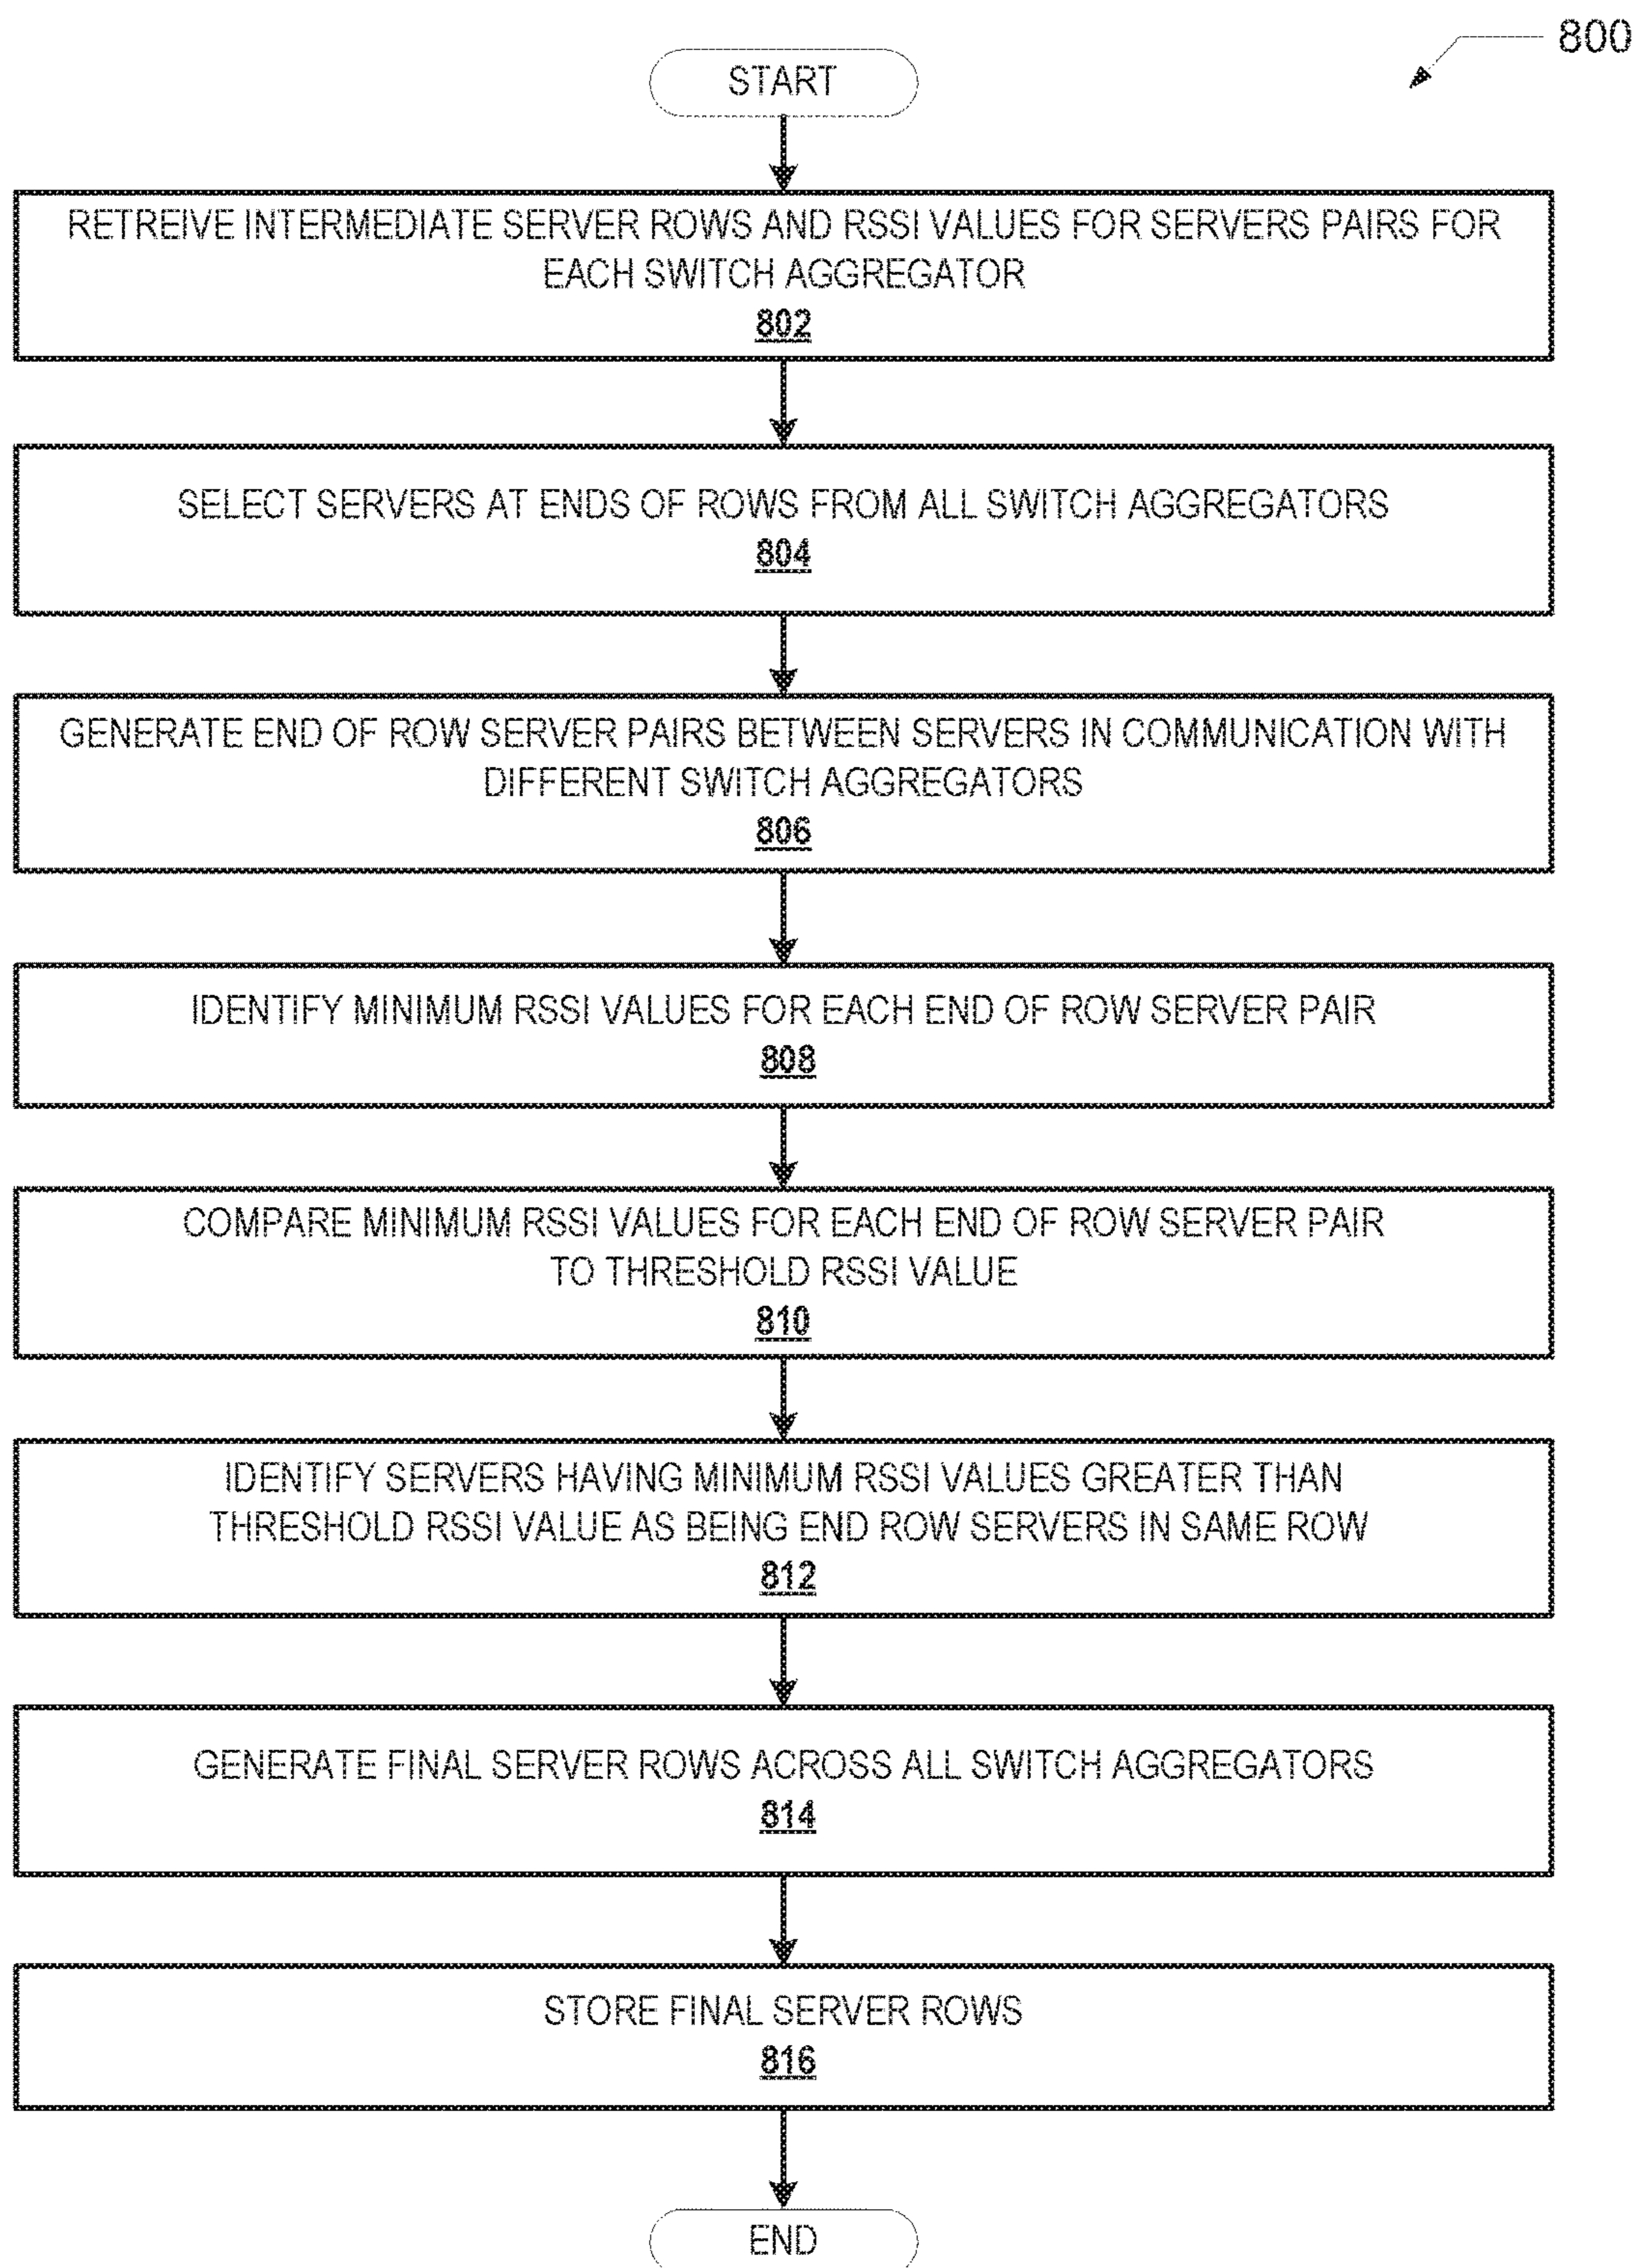 800
START
RETREIVE INTERMEDIATE SERVER ROWS AND RSSI VALUES FOR SERVERS PAIRS FOR
EACH SWITCH AGGREGATOR
802
SELECT SERVERS AT ENDS OF ROWS FROM ALL SWITCH AGGREGATORS
804
GENERATE END OF ROW SERVER PAIRS BETWEEN SERVERS IN COMMUNICATION WITH
DIFFERENT SWITCH AGGREGATORS
806
IDENTIFY MINIMUM RSSI VALUES FOR EACH END OF ROW SERVER PAIR
808
COMPARE MINIMUM RSSI VALUES FOR EACH END OF ROW SERVER PAIR
TO THRESHOLD RSSI VALUE
810
IDENTIFY SERVERS HAVING MINIMUM RSSI VALUES GREATER THAN
THRESHOLD RSSI VALUE AS BEING END ROW SERVERS IN SAME ROW
812
GENERATE FINAL SERVER ROWS ACROSS ALL SWITCH AGGREGATORS
814
STORE FINAL SERVER ROWS
816
END